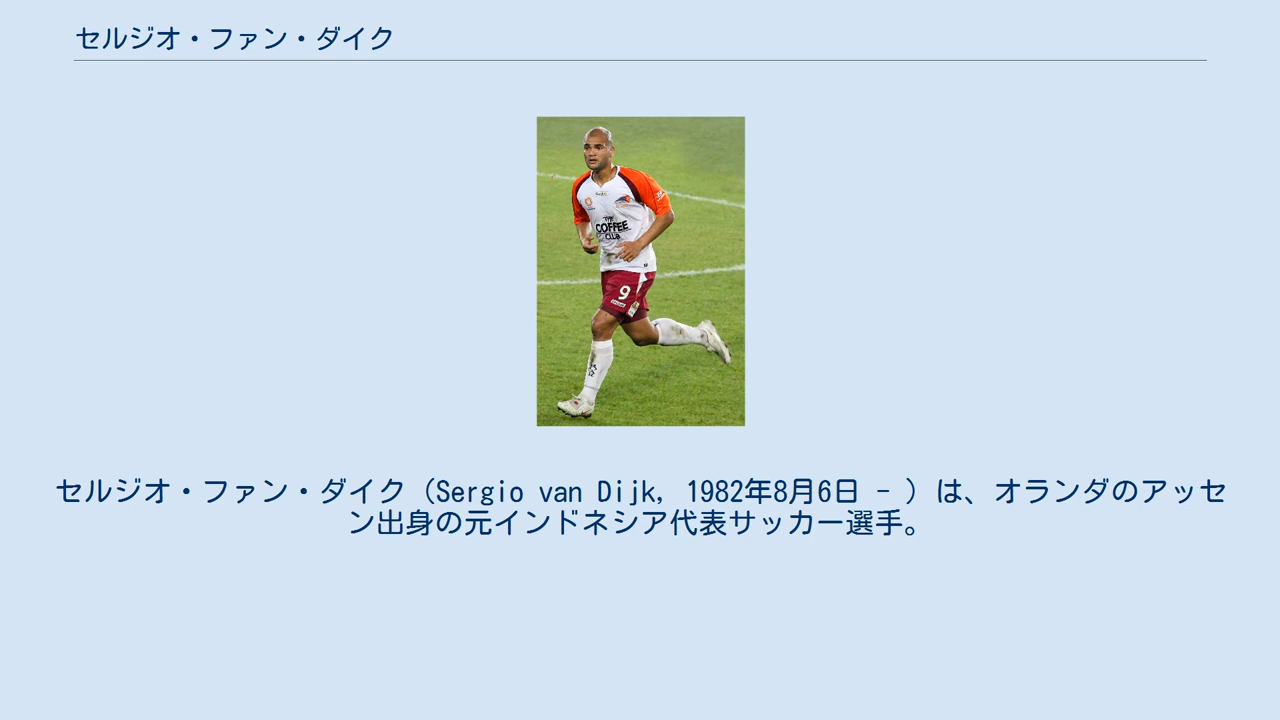 セルジオ・ファン・ダイク
THE
COFFEE
CLUB
9
セルジオ・ファン・ダイク（Sergio van Dijk, 1982年8月6日 - ）は、オランダのアッセ
ン出身の元インドネシア代表サッカー選手。